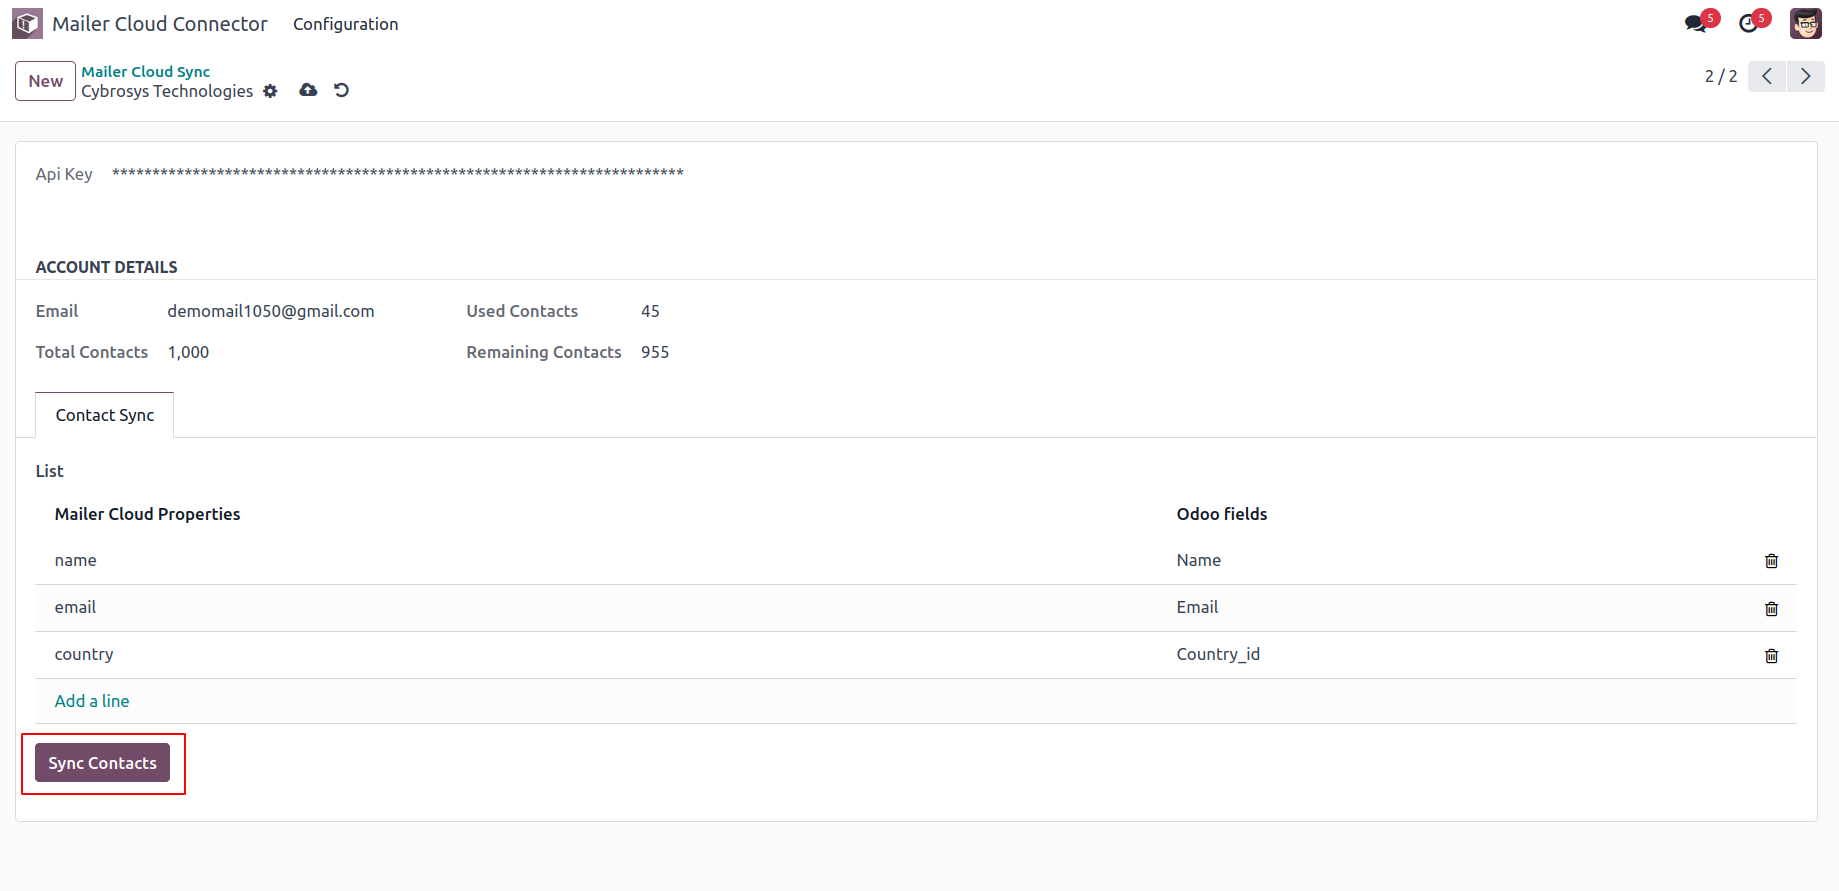 Mailer Cloud Connector Configuration 5 5
New Mailer Cloud Sync
Cybrosys Technologies 2 / 2
Api Key ************************************************************************
ACCOUNT DETAILS
Email demomail1050@gmail.com Used Contacts 45
Total Contacts 1,000 Remaining Contacts 955
Contact Sync
List
Mailer Cloud Properties Odoo fields
name Name
email Email
country Country_id
Add a line
Sync Contacts